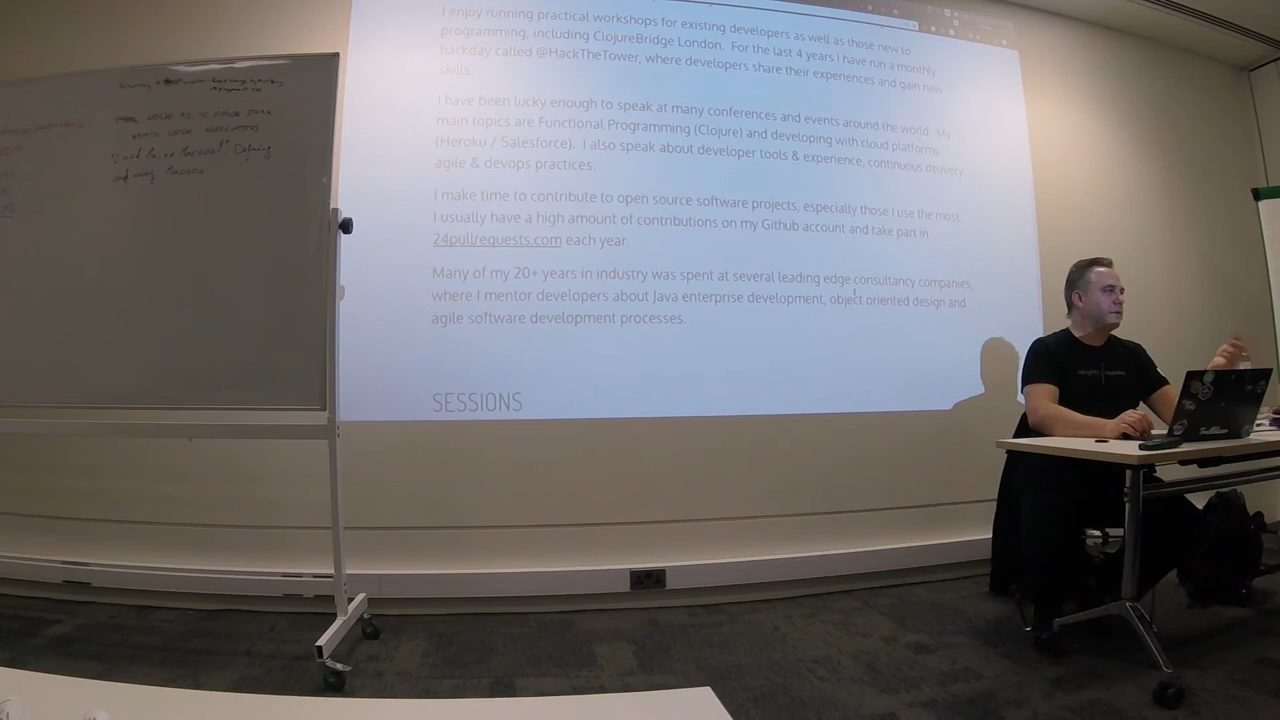 I enjoy running practical workshops for existing developers as well as those new to
programming, including ClojureBridge London. For the last 4 years I have run a monthly
hackday called @HackTheTower, where developers share their experiences and gain new
skills.
I have been lucky enough to speak at many conferences and events around the world. My
main topics are Functional Programming (Clojure) and developing with cloud platforms
(Heroku / Salesforce). I also speak about developer tools & experience, continuous delivery,
agile & devops practices.
I make time to contribute to open source software projects, especially those I use the most.
I usually have a high amount of contributions on my Github account and take part in
24pullrequests.com each year.
Many of my 20+ years in industry was spent at several leading edge consultancy companies,
where I mentor developers about Java enterprise development, object oriented design and
agile software development processes.
SESSIONS
and using Macros